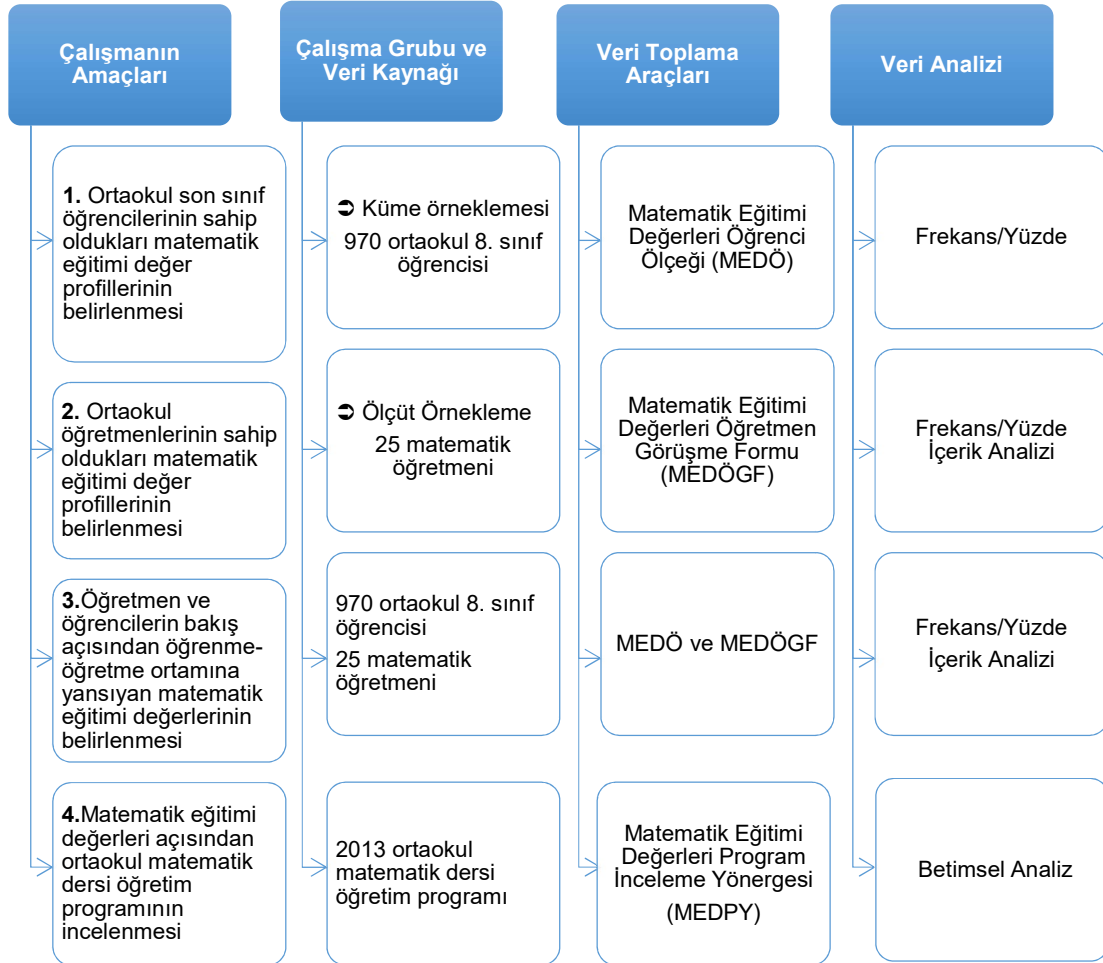 Çalışmanın
Amaçları
Çalışma Grubu ve
Veri Kaynağı
Veri Toplama
Araçları
Veri Analizi
1. Ortaokul son sınıf
öğrencilerinin sahip
oldukları matematik
eğitimi değer
profillerinin
belirlenmesi
➲ Küme örneklemesi
970 ortaokul 8. sınıf
öğrencisi
Matematik Eğitimi
Değerleri Öğrenci
Ölçeği (MEDÖ)
Frekans/Yüzde
2. Ortaokul
öğretmenlerinin sahip
oldukları matematik
eğitimi değer
profillerinin
belirlenmesi
➲ Ölçüt Örnekleme
25 matematik
öğretmeni
Matematik Eğitimi
Değerleri Öğretmen
Görüşme Formu
(MEDÖGF)
Frekans/Yüzde
İçerik Analizi
3.Öğretmen ve
öğrencilerin bakış
açısından öğrenme-
öğretme ortamına
yansıyan matematik
eğitimi değerlerinin
belirlenmesi
970 ortaokul 8. sınıf
öğrencisi
25 matematik
öğretmeni
MEDÖ ve MEDÖGF
Frekans/Yüzde
İçerik Analizi
4.Matematik eğitimi
değerleri açısından
ortaokul matematik
dersi öğretim
programının
incelenmesi
2013 ortaokul
matematik dersi
öğretim programı
Matematik Eğitimi
Değerleri Program
İnceleme Yönergesi
(MEDPY)
Betimsel Analiz